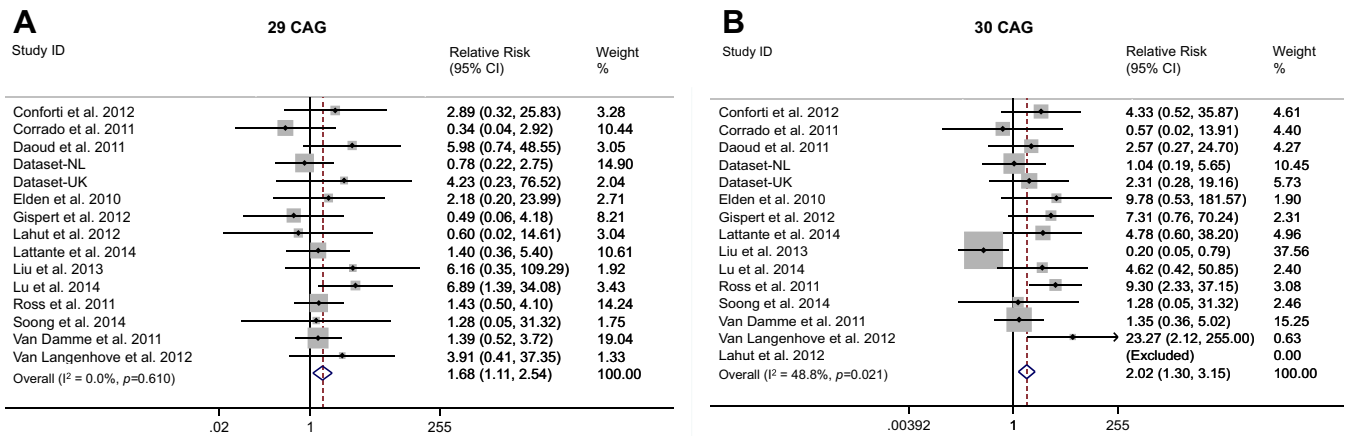 A
29 CAG
Study ID
Relative Risk
(95% CI)
Weight
%
Conforti et al. 2012 2.89 (0.32, 25.83) 3.28
Corrado et al. 2011 0.34 (0.04, 2.92) 10.44
Daoud et al. 2011 5.98 (0.74, 48.55) 3.05
Dataset-NL 0.78 (0.22, 2.75) 14.90
Dataset-UK 4.23 (0.23, 76.52) 2.04
Elden et al. 2010 2.18 (0.20, 23.99) 2.71
Gispert et al. 2012 0.49 (0.06, 4.18) 8.21
Lahut et al. 2012 0.60 (0.02, 14.61) 3.04
Lattante et al. 2014 1.40 (0.36, 5.40) 10.61
Liu et al. 2013 6.16 (0.35, 109.29) 1.92
Lu et al. 2014 6.89 (1.39, 34.08) 3.43
Ross et al. 2011 1.43 (0.50, 4.10) 14.24
Soong et al. 2014 1.28 (0.05, 31.32) 1.75
Van Damme et al. 2011 1.39 (0.52, 3.72) 19.04
Van Langenhove et al. 2012 3.91 (0.41, 37.35) 1.33
Overall (I² = 0.0%, p=0.610) 1.68 (1.11, 2.54) 100.00
.02 1 255
B
30 CAG
Study ID
Relative Risk
(95% CI)
Weight
%
Conforti et al. 2012 4.33 (0.52, 35.87) 4.61
Corrado et al. 2011 0.57 (0.02, 13.91) 4.40
Daoud et al. 2011 2.57 (0.27, 24.70) 4.27
Dataset-NL 1.04 (0.19, 5.65) 10.45
Dataset-UK 2.31 (0.28, 19.16) 5.73
Elden et al. 2010 9.78 (0.53, 181.57) 1.90
Gispert et al. 2012 7.31 (0.76, 70.24) 2.31
Lattante et al. 2014 4.78 (0.60, 38.20) 4.96
Liu et al. 2013 0.20 (0.05, 0.79) 37.56
Lu et al. 2014 4.62 (0.42, 50.85) 2.40
Ross et al. 2011 9.30 (2.33, 37.15) 3.08
Soong et al. 2014 1.28 (0.05, 31.32) 2.46
Van Damme et al. 2011 1.35 (0.36, 5.02) 15.25
Van Langenhove et al. 2012 23.27 (2.12, 255.00) 0.63
Lahut et al. 2012 (Excluded) 0.00
Overall (I² = 48.8%, p=0.021) 2.02 (1.30, 3.15) 100.00
.00392 1 255